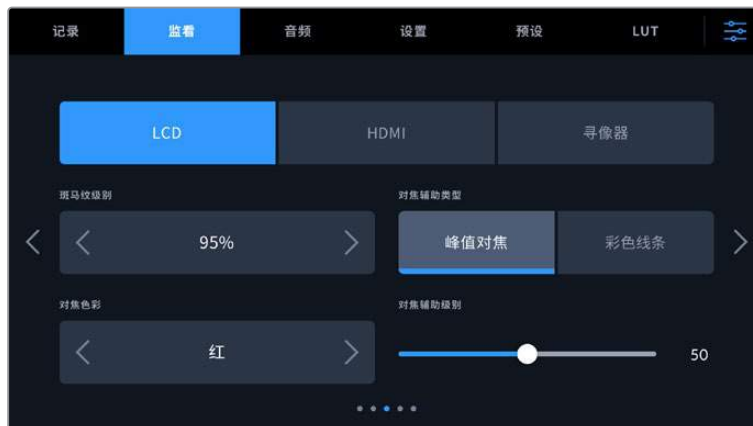 记录 监看 音频 设置 预设 LUT
LCD HDMI 寻像器
斑马纹级别 对焦辅助类型
95% 峰值对焦 彩色线条
对焦色彩 对焦辅助级别
红 50